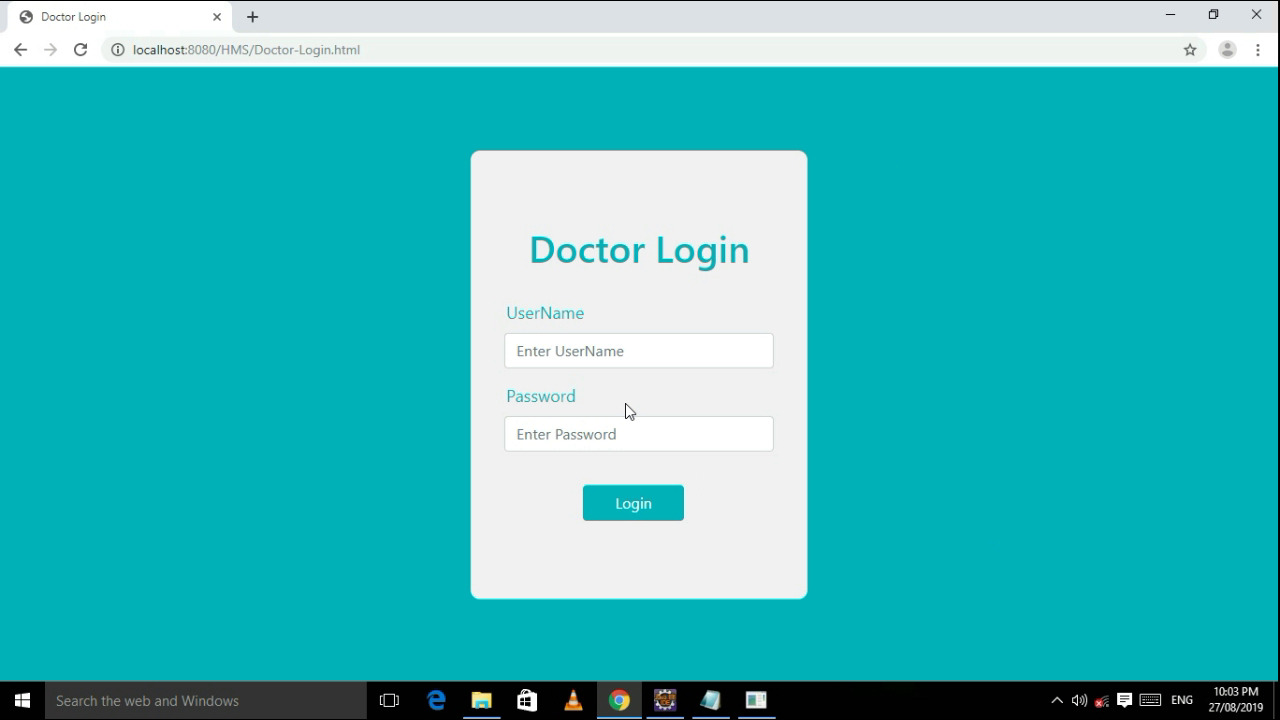 Doctor Login
localhost:8080/HMS/Doctor-Login.html
Doctor Login
UserName
Enter UserName
Password
Enter Password
Login
Search the web and Windows
ENG
10:03 PM
27/08/2019